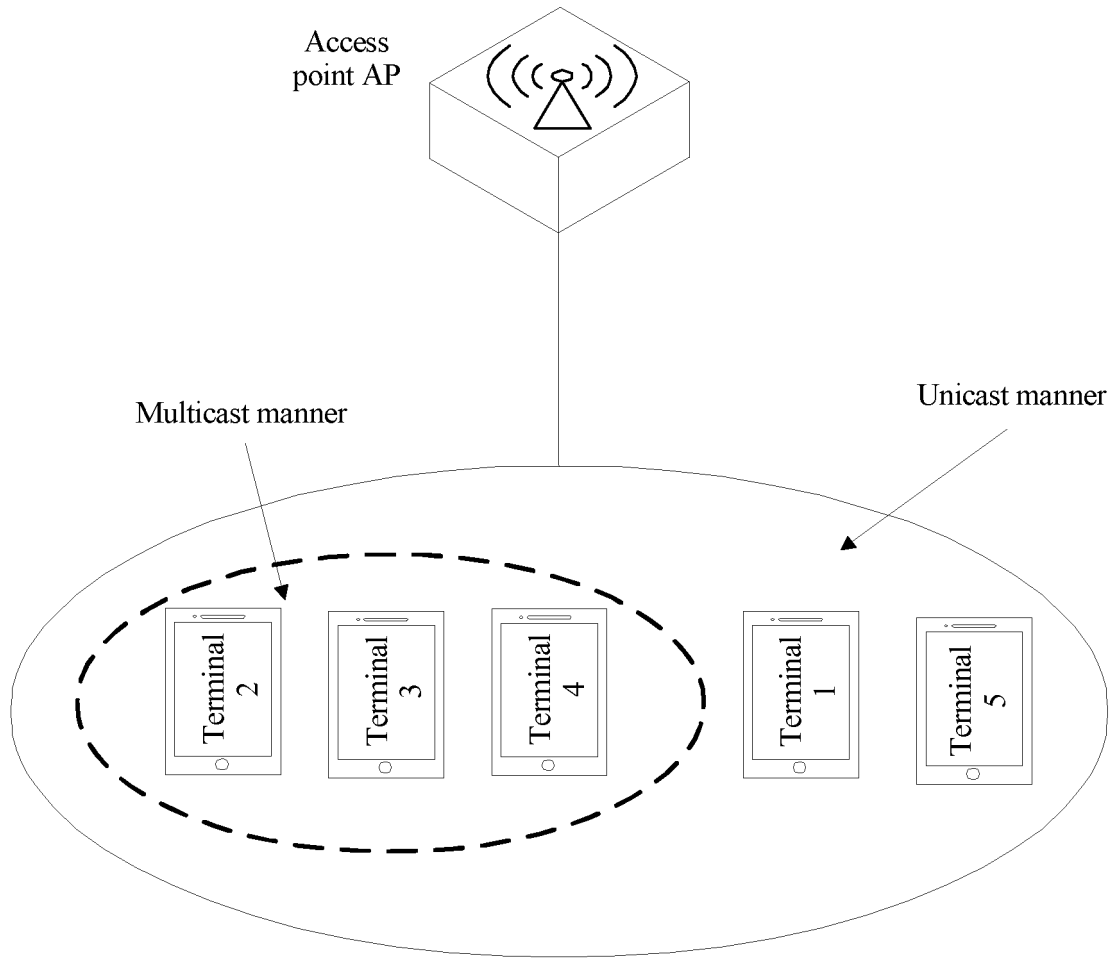 Access
point AP
Multicast manner
Unicast manner
Terminal
2
Terminal
3
Terminal
4
Terminal
1
Terminal
5